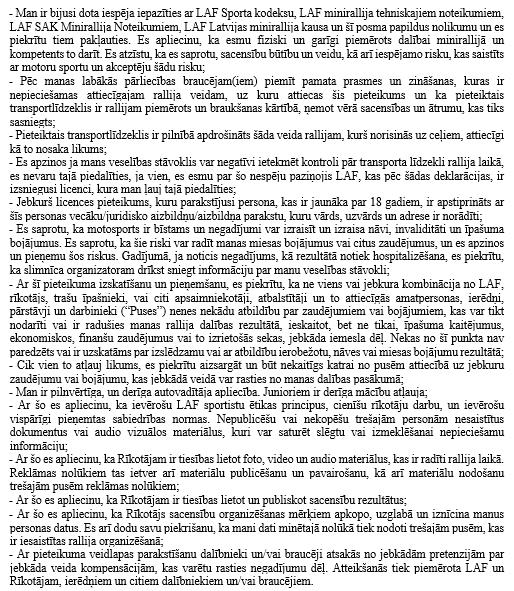 - Man ir bijusi dota iespēja iepazīties ar LAF Sporta kodeksu, LAF minirallija tehniskajiem noteikumiem,
LAF SAK Minirallija Noteikumiem, LAF Latvijas minirallija kausa un šī posma papildus nolikumu un es
piekrītu tiem pakļauties. Es apliecinu, ka esmu fiziski un garīgi piemērots dalībai minirallijā un
kompetents to darīt. Es atzīstu, ka es saprotu, sacensību būtību un veidu, kā arī iespējamo risku, kas saistīts
ar motoru sportu un akceptēju šādu risku;
- Pēc manas labākās pārliecības braucējam(iem) piemīt pamata prasmes un zināšanas, kuras ir
nepieciešamas attiecīgajam rallija veidam, uz kuru attiecas šis pieteikums un ka pieteiktais
transportlīdzeklis ir rallijam piemērots un braukšanas kārtībā, ņemot vērā sacensības un ātrumu, kas tiks
sasniegts;
- Pieteiktais transportlīdzeklis ir pilnībā apdrošināts šāda veida rallijam, kurš norisinās uz ceļiem, attiecīgi
kā to nosaka likums;
- Es apzinos ja mans veselības stāvoklis var negatīvi ietekmēt kontroli pār transporta līdzekli rallija laikā,
es nevaru tajā piedalīties, ja vien, es esmu par šo nespēju paziņojis LAF, kas pēc šādas deklarācijas, ir
izsniegusi licenci, kura man ļauj tajā piedalīties;
- Jebkurš licences pieteikums, kuru parakstījusi persona, kas ir jaunāka par 18 gadiem, ir apstiprināts ar
šīs personas vecāku/juridisko aizbildņu/aizbildņa parakstu, kuru vārds, uzvārds un adrese ir norādīti;
- Es saprotu, ka motosports ir bīstams un negadījumi var izraisīt un izraisa nāvi, invaliditāti un īpašuma
bojājumus. Es saprotu, ka šie riski var radīt manas miesas bojājumus vai citus zaudējumus, un es apzinos
un pieņemu šos riskus. Gadījumā, ja noticis negadījums, kā rezultātā notiek hospitalizēšana, es piekrītu,
ka slimnīca organizatoram drīkst sniegt informāciju par manu veselības stāvokli;
- Ar šī pieteikuma izskatīšanu un pieņemšanu, es piekrītu, ka ne viens vai jebkura kombinācija no LAF,
rīkotājs, trašu īpašnieki, vai citi apsaimniekotāji, atbalstītāji un to attiecīgās amatpersonas, ierēdņi,
pārstāvji un darbinieki (“Puses”) nenes nekādu atbildību par zaudējumiem vai bojājumiem, kas var tikt
nodarīti vai ir radušies manas rallija dalības rezultātā, ieskaitot, bet ne tikai, īpašuma kaitējumus,
ekonomiskos, finanšu zaudējumus vai to izrietošās sekas, jebkāda iemesla dēļ. Nekas no šī punkta nav
paredzēts vai ir uzskatāms par izslēdzamu vai ar atbildību ierobežotu, nāves vai miesas bojājumu rezultātā;
- Cik vien to atļauj likums, es piekrītu aizsargāt un būt nekaitīgs katrai no pusēm attiecībā uz jebkuru
zaudējumu vai bojājumu, kas jebkādā veidā var rasties no manas dalības pasākumā;
- Man ir pilnvērtīga, un derīga autovadītāja apliecība. Junioriem ir derīga mācību atļauja;
- Ar šo es apliecinu, ka ievērošu LAF sportistu ētikas principus, cienīšu rīkotāju darbu, un ievērošu
vispārīgi pieņemtas sabiedrības normas. Nepublicēšu vai nekopēšu trešajām personām nesaistītus
dokumentus vai audio vizuālos materiālus, kuri var saturēt slēgtu vai izmeklēšanai nepieciešamu
informāciju;
- Ar šo es apliecinu, ka Rīkotājam ir tiesības lietot foto, video un audio materiālus, kas ir radīti rallija laikā.
Reklāmas nolūkiem tas ietver arī materiālu publicēšanu un pavairošanu, kā arī materiālu nodošanu
trešajām pusēm reklāmas nolūkiem;
- Ar šo es apliecinu, ka Rīkotājam ir tiesības lietot un publiskot sacensību rezultātus;
- Ar šo es apliecinu, ka Rīkotājs sacensību organizēšanas mērķiem apkopo, uzglabā un iznīcina manus
personas datus. Es arī dodu savu piekrišanu, ka mani dati minētajā nolūkā tiek nodoti trešajām pusēm, kas
ir iesaistītas rallija organizēšanā;
- Ar pieteikuma veidlapas parakstīšanu dalībnieki un/vai braucēji atsakās no jebkādām pretenzijām par
jebkāda veida kompensācijām, kas varētu rasties negadījumu dēļ. Atteikšanās tiek piemērota LAF un
Rīkotājam, ierēdņiem un citiem dalībniekiem un/vai braucējiem.